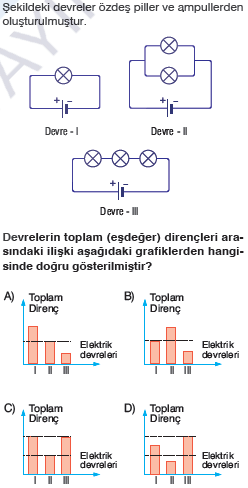 Şekildeki devreler özdeş piller ve ampullerden
oluşturulmuştur.
+ −
Devre - I
+ −
Devre - II
+ −
Devre - III
Devrelerin toplam (eşdeğer) dirençleri ara-
sındaki ilişki aşağıdaki grafiklerden hangi-
sinde doğru gösterilmiştir?
A) Toplam
Direnç
Elektrik
devreleri
I II III
B) Toplam
Direnç
Elektrik
devreleri
I II III
C) Toplam
Direnç
Elektrik
devreleri
I II III
D) Toplam
Direnç
Elektrik
devreleri
I II III